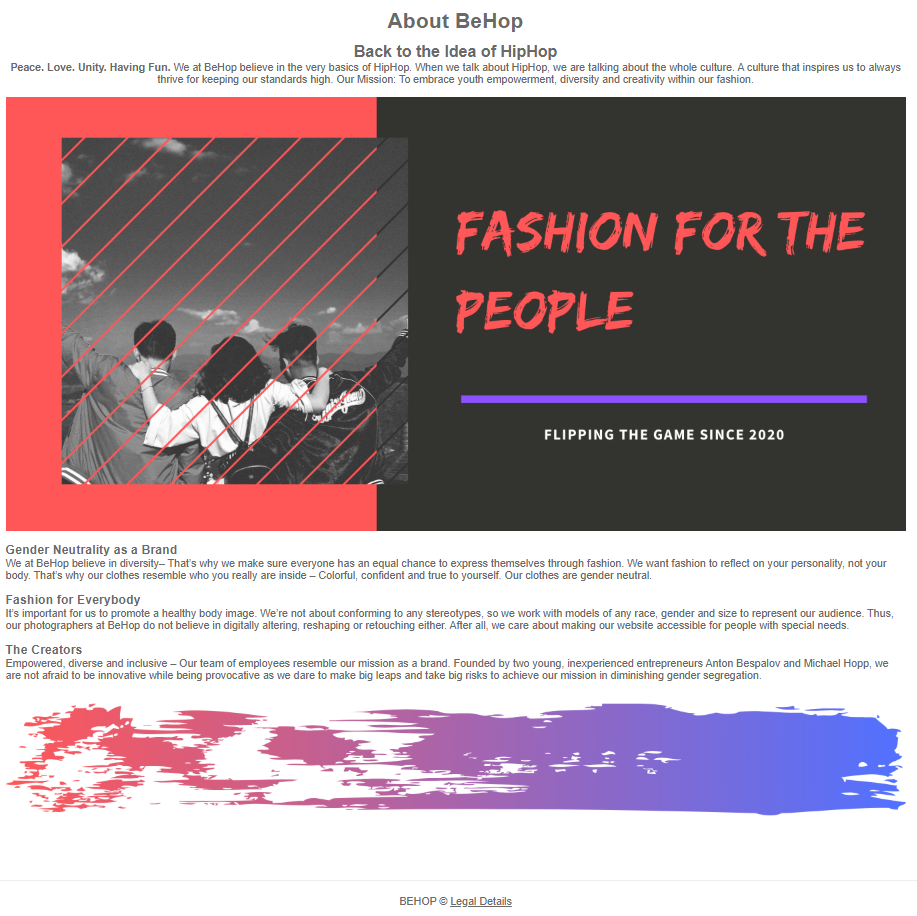 About BeHop
Back to the Idea of HipHop
Peace. Love. Unity. Having Fun. We at BeHop believe in the very basics of HipHop. When we talk about HipHop, we are talking about the whole culture. A culture that inspires us to always
thrive for keeping our standards high. Our Mission: To embrace youth empowerment, diversity and creativity within our fashion.
FASHION FOR THE
PEOPLE
FLIPPING THE GAME SINCE 2020
Gender Neutrality as a Brand
We at BeHop believe in diversity– That’s why we make sure everyone has an equal chance to express themselves through fashion. We want fashion to reflect on your personality, not your
body. That’s why our clothes resemble who you really are inside – Colorful, confident and true to yourself. Our clothes are gender neutral.
Fashion for Everybody
It’s important for us to promote a healthy body image. We’re not about conforming to any stereotypes, so we work with models of any race, gender and size to represent our audience. Thus,
our photographers at BeHop do not believe in digitally altering, reshaping or retouching either. After all, we care about making our website accessible for people with special needs.
The Creators
Empowered, diverse and inclusive – Our team of employees resemble our mission as a brand. Founded by two young, inexperienced entrepreneurs Anton Bespalov and Michael Hopp, we
are not afraid to be innovative while being provocative as we dare to make big leaps and take big risks to achieve our mission in diminishing gender segregation.
BEHOP © Legal Details